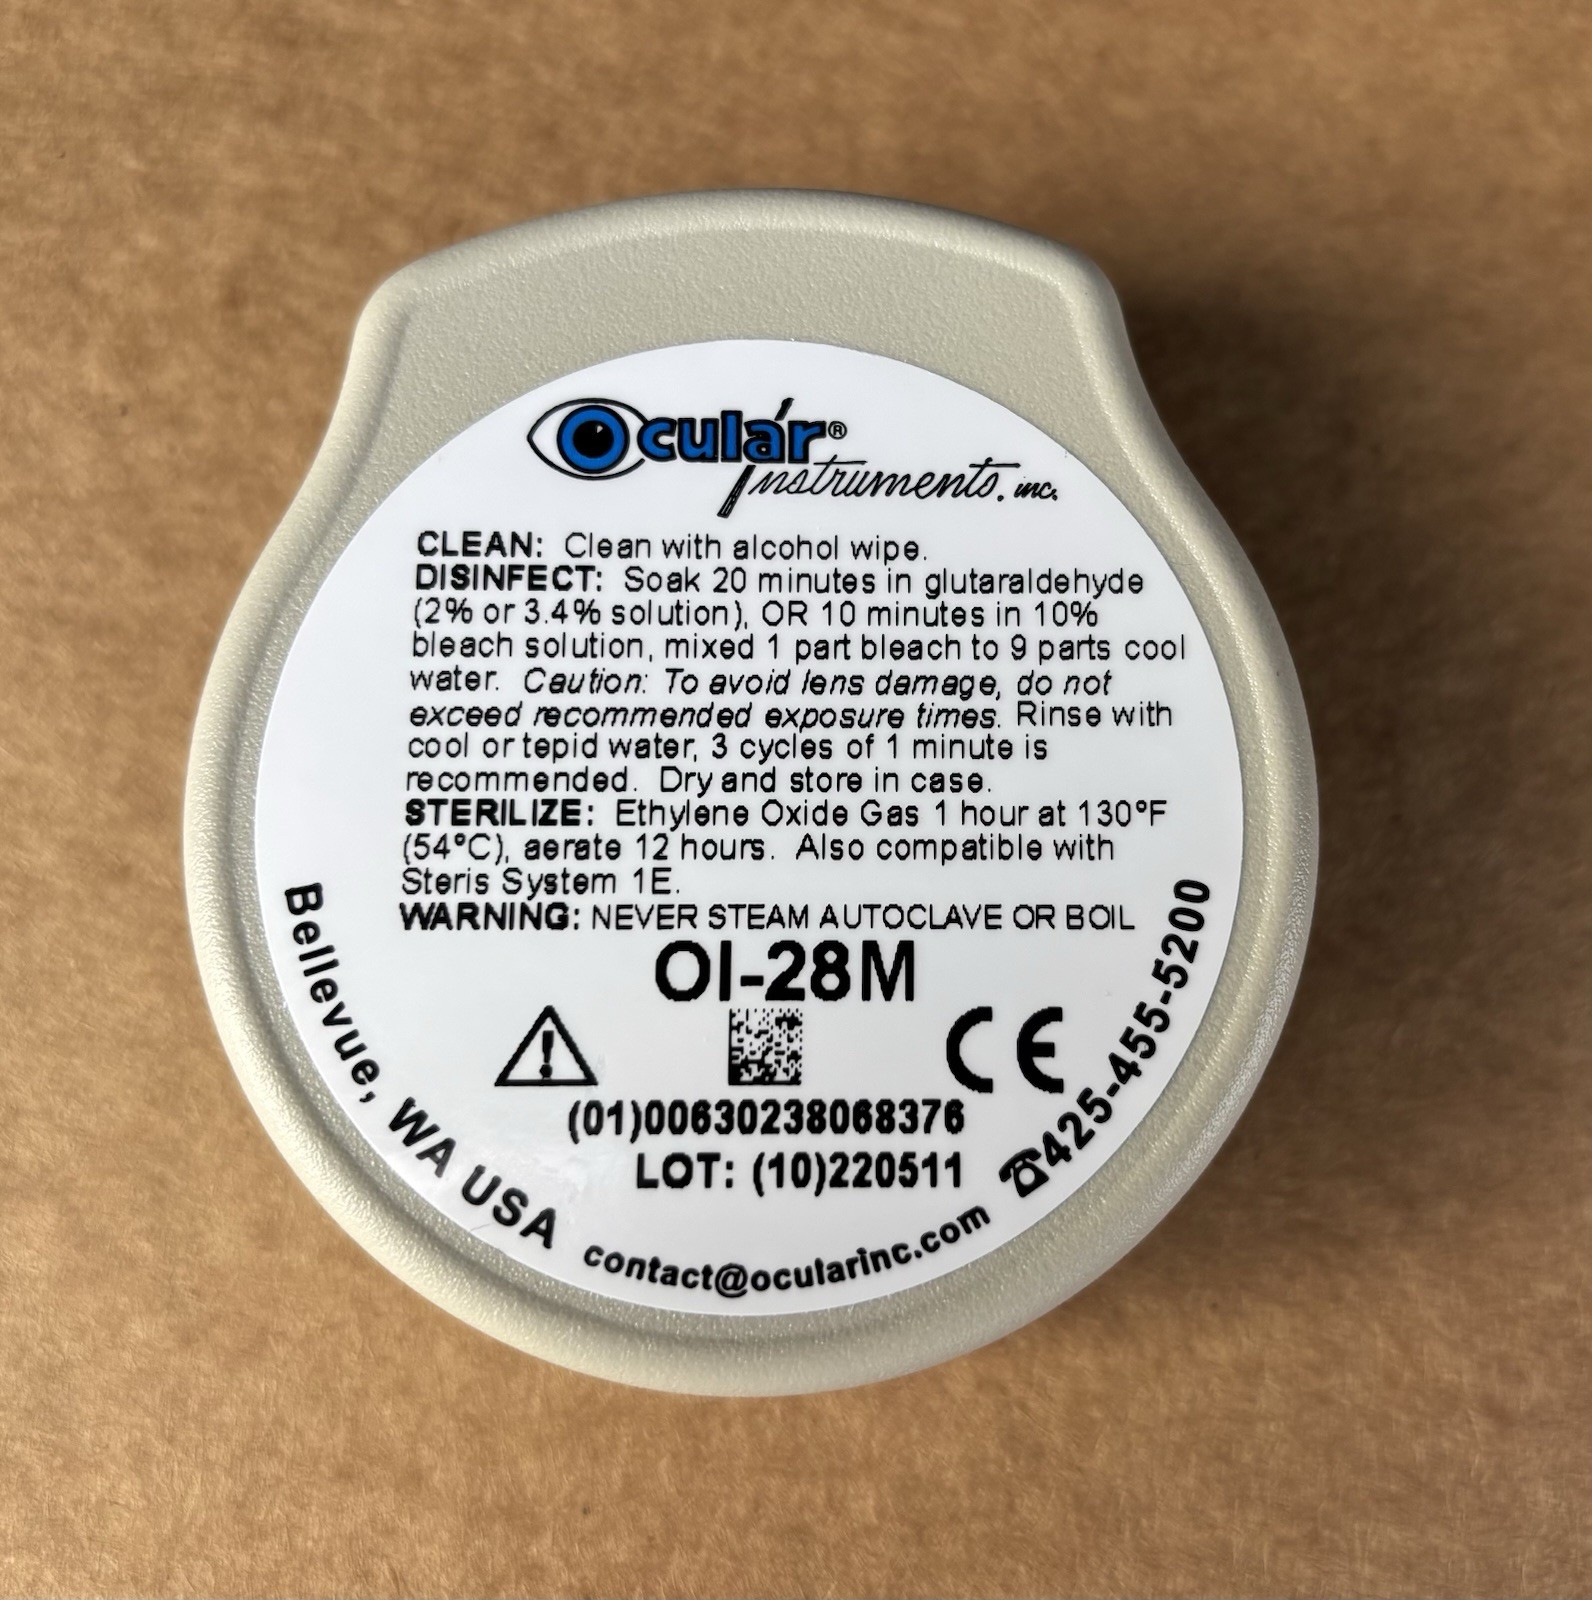 Ocular®
Instruments, inc.
CLEAN: Clean with alcohol wipe.
DISINFECT: Soak 20 minutes in glutaraldehyde
(2% or 3.4% solution), OR 10 minutes in 10%
bleach solution, mixed 1 part bleach to 9 parts cool
water. Caution: To avoid lens damage, do not
exceed recommended exposure times. Rinse with
cool or tepid water, 3 cycles of 1 minute is
recommended. Dry and store in case.
STERILIZE: Ethylene Oxide Gas 1 hour at 130°F
(54°C), aerate 12 hours. Also compatible with
Steris System 1E.
WARNING: NEVER STEAM AUTOCLAVE OR BOIL
OI-28M
CE
(01)00630238068376
LOT: (10)220511
Bellevue, WA USA
contact@ocularinc.com
☎425-455-5200